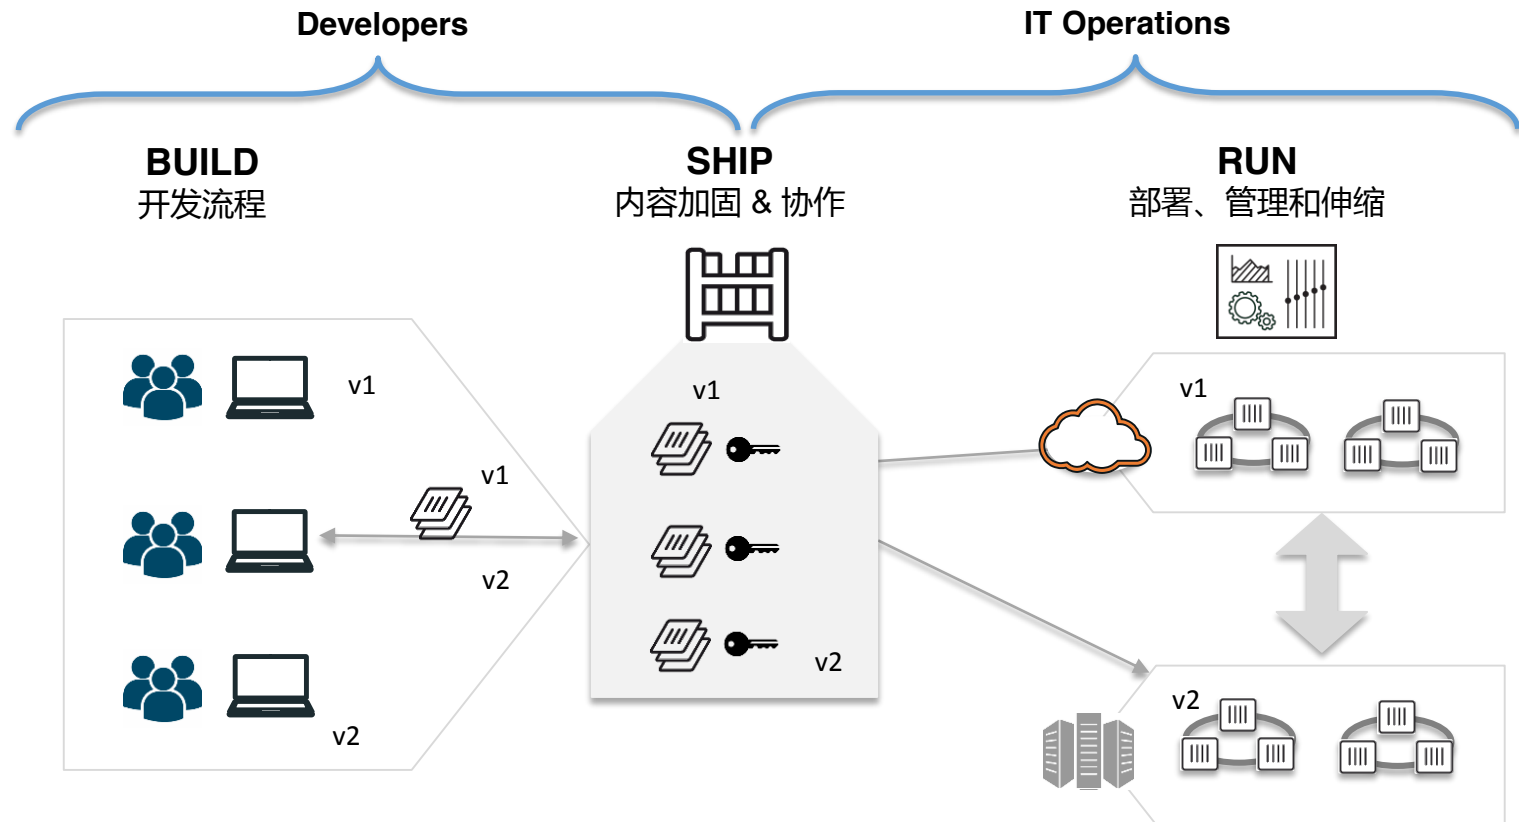 Developers
IT Operations
BUILD
开发流程
SHIP
内容加固 & 协作
RUN
部署、管理和伸缩
v1
v1
v2
v2
v1
v2
v1
v2